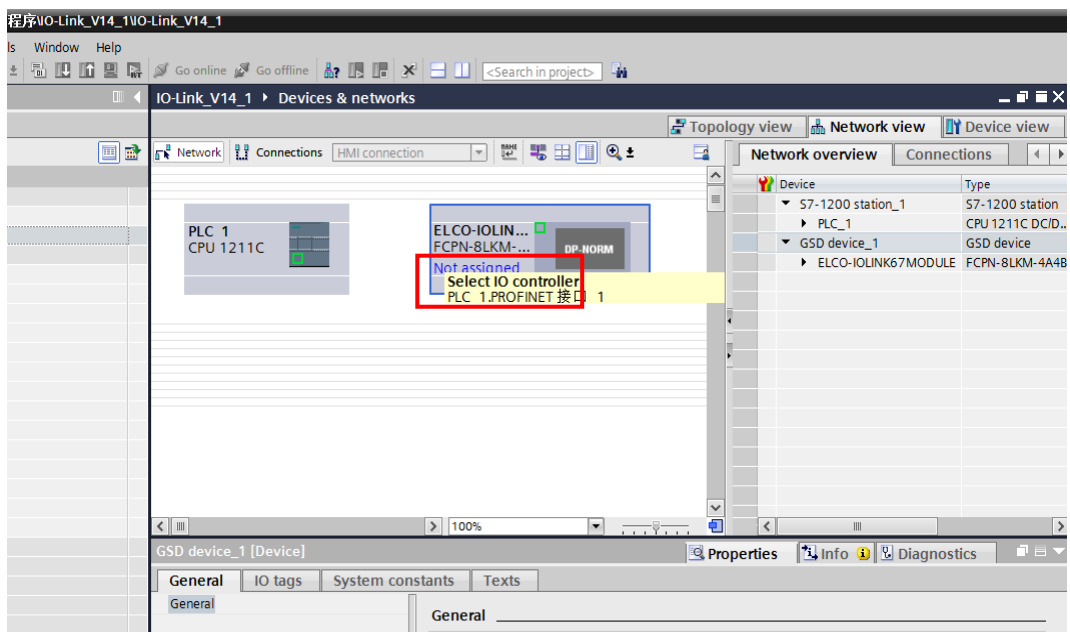 程序\IO-Link_V14_1\IO-Link_V14_1
ls Window Help
Go online Go offline <Search in project>
IO-Link_V14_1 Devices & networks
Topology view Network view Device view
Network Connections HMI connection
Network overview Connections
Device Type
S7-1200 station_1 S7-1200 station
PLC_1 CPU 1211C DC/D..
GSD device_1 GSD device
ELCO-IOLINK67MODULE FCPN-8LKM-4A4B
PLC_1
CPU 1211C
ELCO-IOLIN...
FCPN-8LKM-...
DP-NORM
Not assigned
Select IO controller
PLC_1.PROFINET 接口_1
100%
GSD device_1 [Device]
Properties Info Diagnostics
General IO tags System constants Texts
General
General